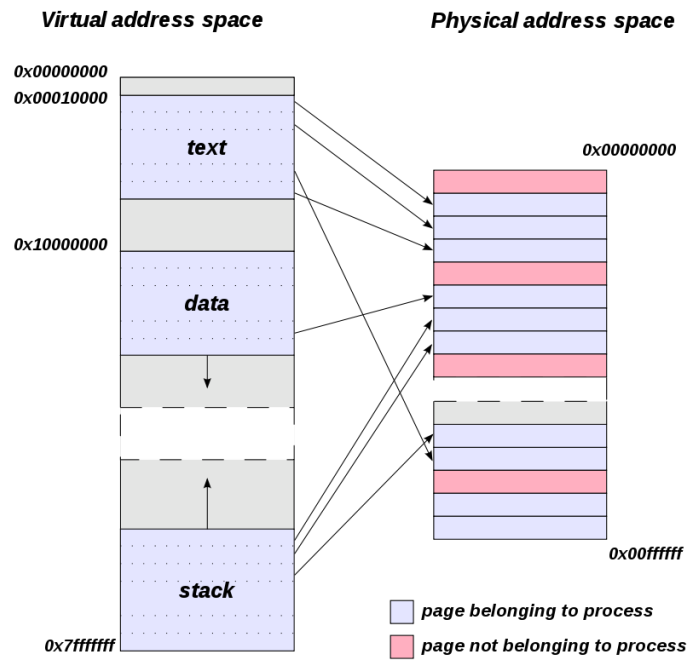 Virtual address space
Physical address space
0x00000000
0x00010000
text
0x10000000
data
stack
0x7fffffff
0x00000000
0x00ffffff
page belonging to process
page not belonging to process